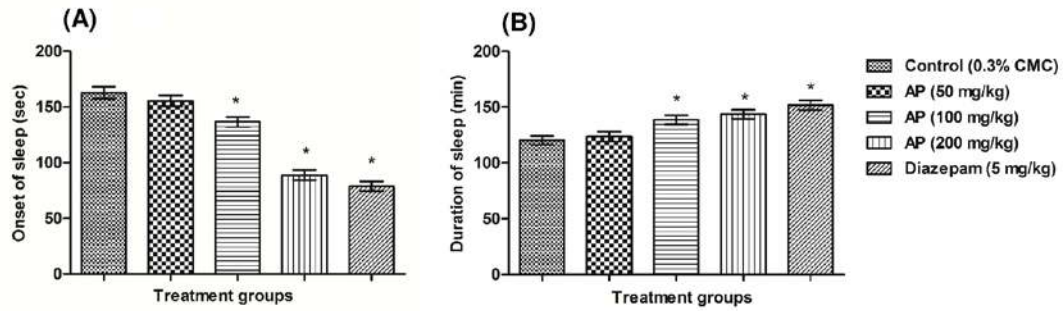 (A)
200
150
100
50
0
Onset of sleep (sec)
*
*
*
Treatment groups
(B)
200
150
100
50
0
Duration of sleep (min)
*
*
*
Treatment groups
Control (0.3% CMC)
AP (50 mg/kg)
AP (100 mg/kg)
AP (200 mg/kg)
Diazepam (5 mg/kg)